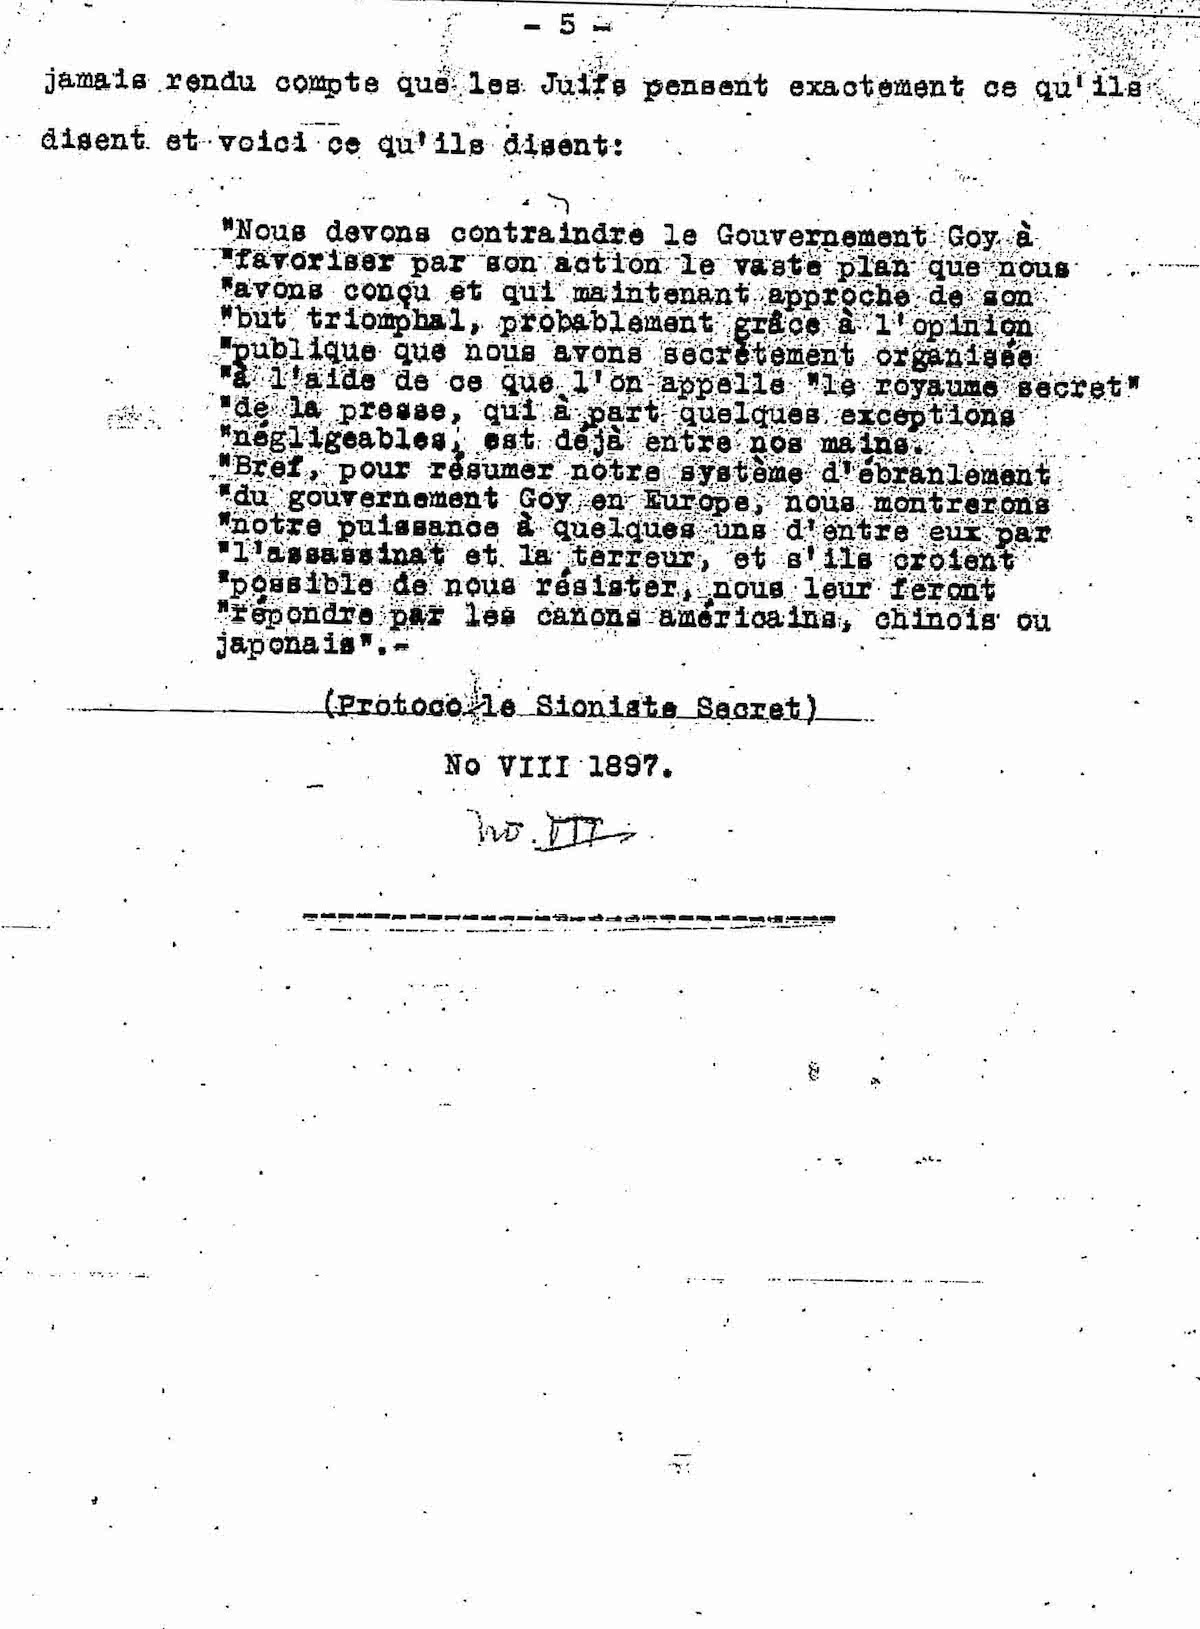 - 5 -
jamais rendu compte que les Juifs pensent exactement ce qu'ils
disent et voici ce qu'ils disent:
"Nous devons contraindre le Gouvernement Goy à
"favoriser par son action le vaste plan que nous
"avons conçu et qui maintenant approche de son
"but triomphal, probablement grâce à l'opinion
"publique que nous avons secrètement organisée
"à l'aide de ce que l'on appelle "le royaume secret"
"de la presse, qui à part quelques exceptions
"négligeables, est déjà entre nos mains.
"Bref, pour résumer notre système d'ébranlement
"du gouvernement Goy en Europe, nous montrerons
"notre puissance à quelques uns d'entre eux par
"l'assassinat et la terreur, et s'ils croient
"possible de nous résister, nous leur feront
"répondre par les canons américains, chinois ou
japonais".-
(Protocole Sioniste Secret)
No VIII 1897.
No. VII